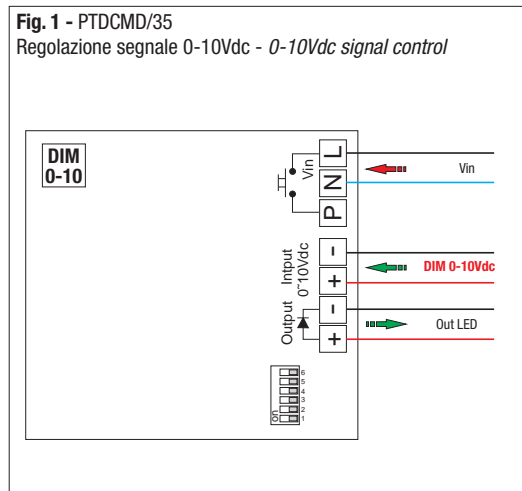 Fig. 1 - PTDCMD/35
Regolazione segnale 0-10Vdc - 0-10Vdc signal control
DIM
0-10
Vin
L
N
P
Vin
Intput
0~10Vdc
-
+
DIM 0-10Vdc
Output
-
+
Out LED
on
6
5
4
3
2
1